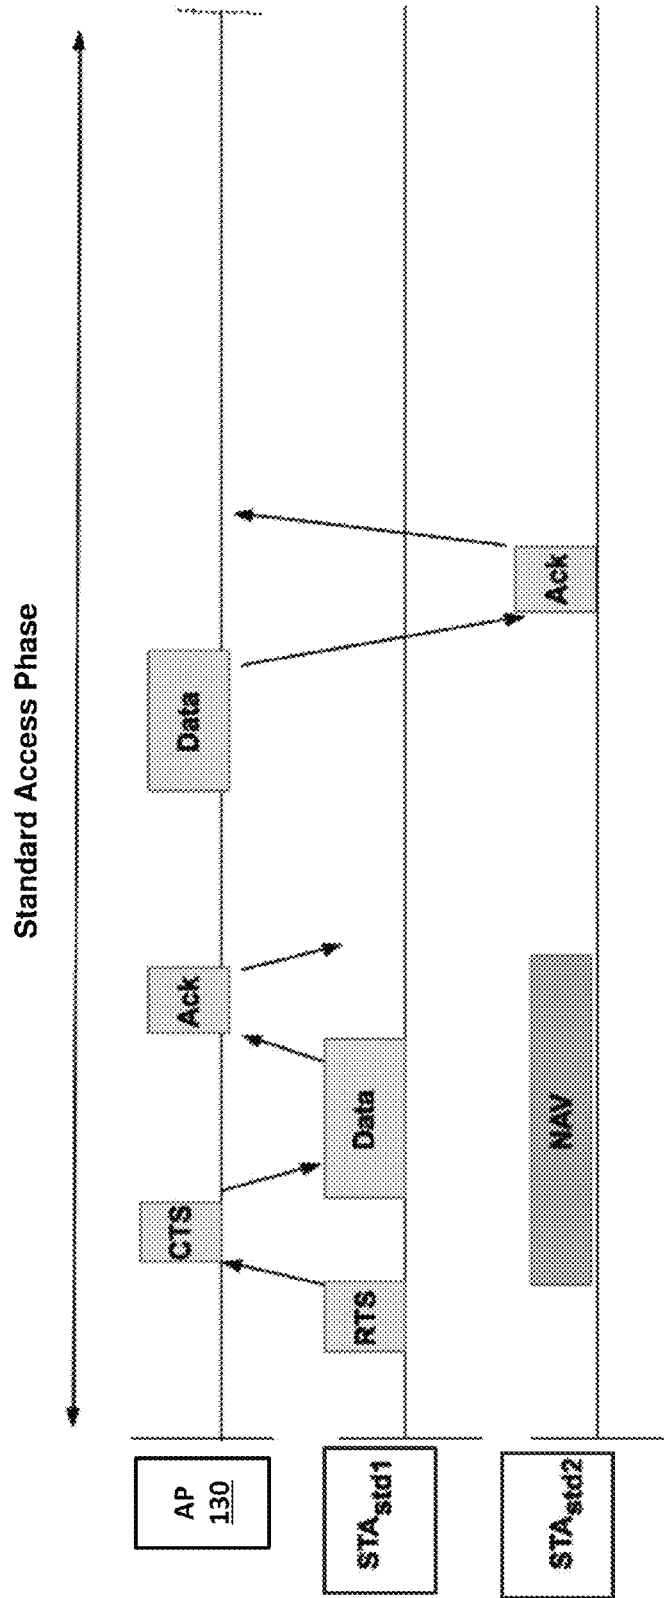 Standard Access Phase
AP
130
CTS
Ack
Data
STAstd1
RTS
Data
STAstd2
NAV
Ack